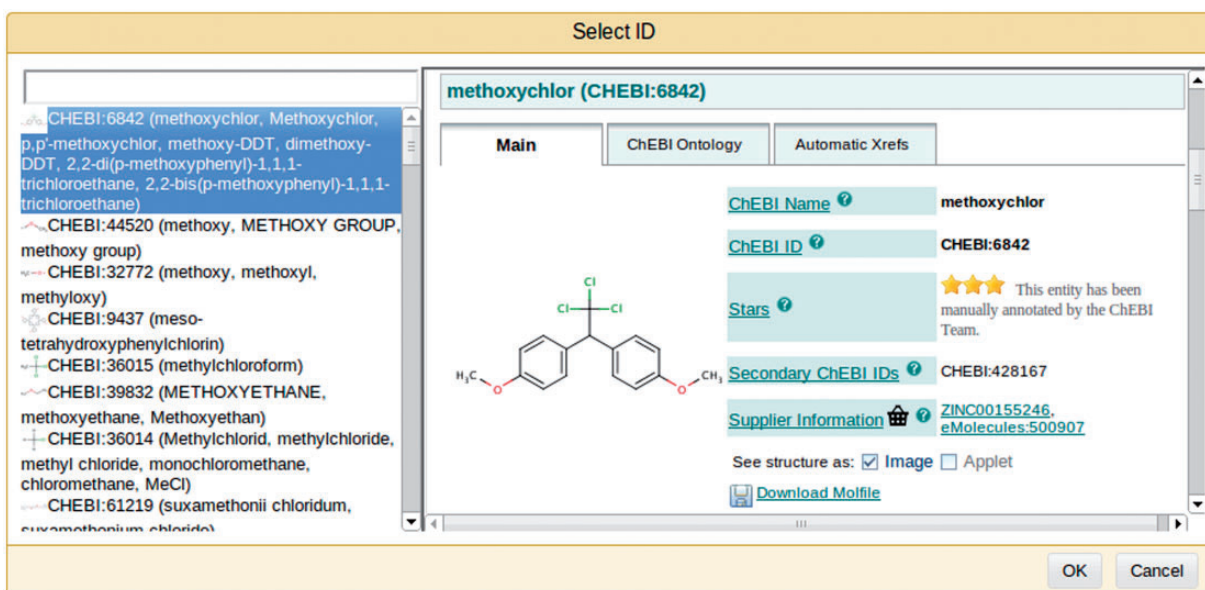 Select ID
CHEBI:6842 (methoxychlor, Methoxychlor,
p,p'-methoxychlor, methoxy-DDT, dimethoxy-
DDT, 2,2-di(p-methoxyphenyl)-1,1,1-
trichloroethane, 2,2-bis(p-methoxyphenyl)-1,1,1-
trichloroethane)
CHEBI:44520 (methoxy, METHOXY GROUP,
methoxy group)
CHEBI:32772 (methoxy, methoxyl,
methyloxy)
CHEBI:9437 (meso-
tetrahydroxyphenylchlorin)
CHEBI:36015 (methylchloroform)
CHEBI:39832 (METHOXYETHANE,
methoxyethane, Methoxyethan)
CHEBI:36014 (Methylchlorid, methylchloride,
methyl chloride, monochloromethane,
chloromethane, MeCl)
CHEBI:61219 (suxamethonii chloridum,
suxamethonium chloride)
methoxychlor (CHEBI:6842)
Main
ChEBI Ontology
Automatic Xrefs
Cl
Cl Cl
H₃C O
O CH₃
ChEBI Name ? methoxychlor
ChEBI ID ? CHEBI:6842
Stars ? This entity has been
manually annotated by the ChEBI
Team.
Secondary ChEBI IDs ? CHEBI:428167
Supplier Information ? ZINC00155246,
eMolecules:500907
See structure as: Image Applet
Download Molfile
OK Cancel